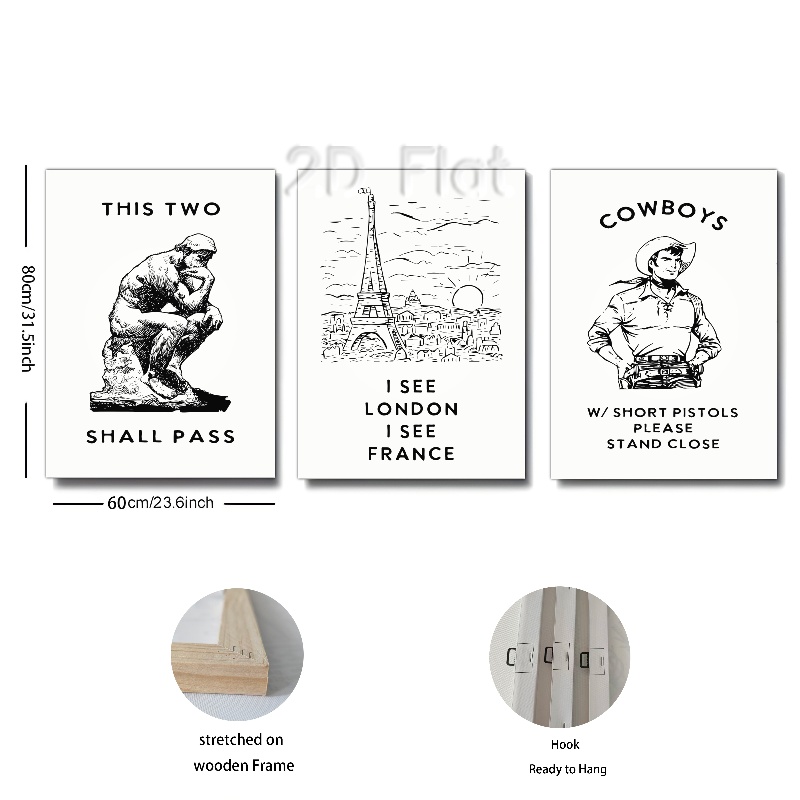 2D Flat
THIS TWO
SHALL PASS
I SEE
LONDON
I SEE
FRANCE
COWBOYS
W/ SHORT PISTOLS
PLEASE
STAND CLOSE
80cm/31.5inch
60cm/23.6inch
stretched on
wooden Frame
Hook
Ready to Hang